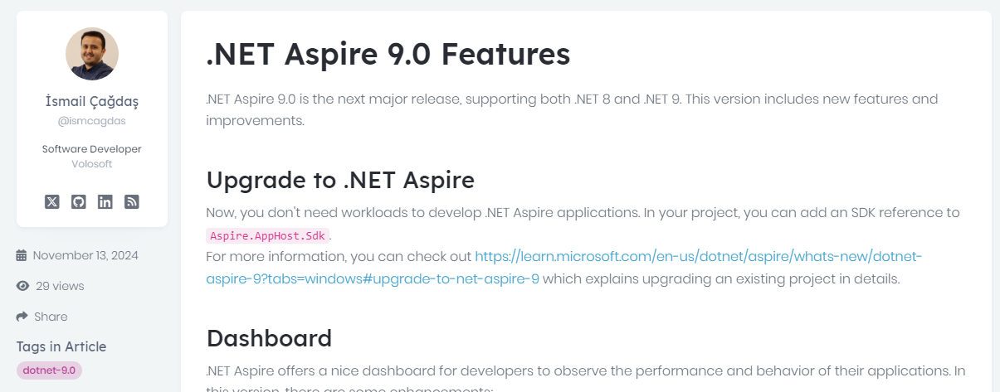 İsmail Çağdaş
@ismcagdas
Software Developer
Volosoft
November 13, 2024
29 views
Share
Tags in Article
dotnet-9.0
.NET Aspire 9.0 Features
.NET Aspire 9.0 is the next major release, supporting both .NET 8 and .NET 9. This version includes new features and
improvements.
Upgrade to .NET Aspire
Now, you don't need workloads to develop .NET Aspire applications. In your project, you can add an SDK reference to
Aspire.AppHost.Sdk.
For more information, you can check out https://learn.microsoft.com/en-us/dotnet/aspire/whats-new/dotnet-
aspire-9?tabs=windows#upgrade-to-net-aspire-9 which explains upgrading an existing project in details.
Dashboard
.NET Aspire offers a nice dashboard for developers to observe the performance and behavior of their applications. In
this version, there are some enhancements: